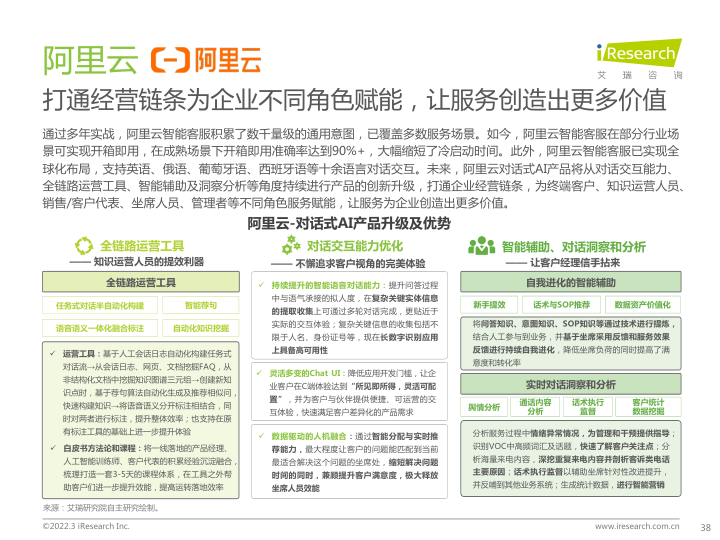 阿里云
阿里云
iResearch
艾 瑞 咨 询
打通经营链条为企业不同角色赋能，让服务创造出更多价值
通过多年实战，阿里云智能客服积累了数千量级的通用意图，已覆盖多数服务场景。如今，阿里云智能客服在部分行业场
景可实现开箱即用，在成熟场景下开箱即用准确率达到90%+，大幅缩短了冷启动时间。此外，阿里云智能客服已实现全
球化布局，支持英语、俄语、葡萄牙语、西班牙语等十余语言对话交互。未来，阿里云对话式AI产品将从对话交互能力、
全链路运营工具、智能辅助及洞察分析等角度持续进行产品的创新升级，打通企业经营链条，为终端客户、知识运营人员、
销售/客户代表、坐席人员、管理者等不同角色服务赋能，让服务为企业创造出更多价值。
阿里云-对话式AI产品升级及优势
全链路运营工具
—— 知识运营人员的提效利器
全链路运营工具
任务式对话半自动化构建
智能荐句
语音语义一体化融合标注
自动化知识挖掘
✓ 运营工具：基于人工会话日志自动化构建任务式
对话流→从会话日志、网页、文档挖掘FAQ，从
非结构化文档中挖掘知识图谱三元组→创建新知
识点时，基于荐句算法自动化生成及推荐相似问，
快速构建知识→将语音语义分开标注相结合，同
时对两者进行标注，提升整体效率；也支持在原
有标注工具的基础上进一步提升体验
✓ 白皮书方法论和课程：将一线落地的产品经理、
人工智能训练师、客户代表的积累经验沉淀融合，
梳理打造一套3-5天的课程体系，在工具之外帮
助客户们进一步提升效能，提高运转落地效率
对话交互能力优化
—— 不懈追求客户视角的完美体验
✓ 持续提升的智能语音对话能力：提升问答过程
中与语气承接的拟人度，在复杂关键实体信息
的提取收集上可通过多轮对话完成，更贴近于
实际的交互体验；复杂关键信息的收集包括不
限于人名、身份证号等，现在长数字识别应用
上具备高可用性
✓ 灵活多变的Chat UI：降低应用开发门槛，让企
业客户在C端体验达到“所见即所得，灵活可配
置”，并为客户与伙伴提供便捷、可运营的交
互体验，快速满足客户差异化的产品需求
✓ 数据驱动的人机融合：通过智能分配与实时推
荐能力，最大程度让客户的问题能匹配到当前
最适合解决这个问题的坐席处，缩短解决问题
时间的同时，兼顾提升客户满意度，极大释放
坐席人员效能
智能辅助、对话洞察和分析
—— 让客户经理信手拈来
自我进化的智能辅助
新手提效
话术与SOP推荐
数据资产价值化
将问答知识、意图知识、SOP知识等通过技术进行提炼，
结合人工参与到业务，并基于坐席采用反馈和服务效果
反馈进行持续自我进化，降低坐席负荷的同时提高了满
意度和转化率
实时对话洞察和分析
舆情分析
通话内容
分析
话术执行
监督
客户统计
数据挖掘
分析服务过程中情绪异常情况，为管理和干预提供指导；
识别VOC中高频词汇及话题，快速了解客户关注点；分
析海量来电内容，深挖重复来电内容并剖析客诉类电话
主要原因；话术执行监督以辅助坐席针对性改进提升，
并反哺到其他业务系统；生成统计数据，进行智能营销
来源：艾瑞研究院自主研究绘制。
©2022.3 iResearch Inc.
www.iresearch.com.cn
38